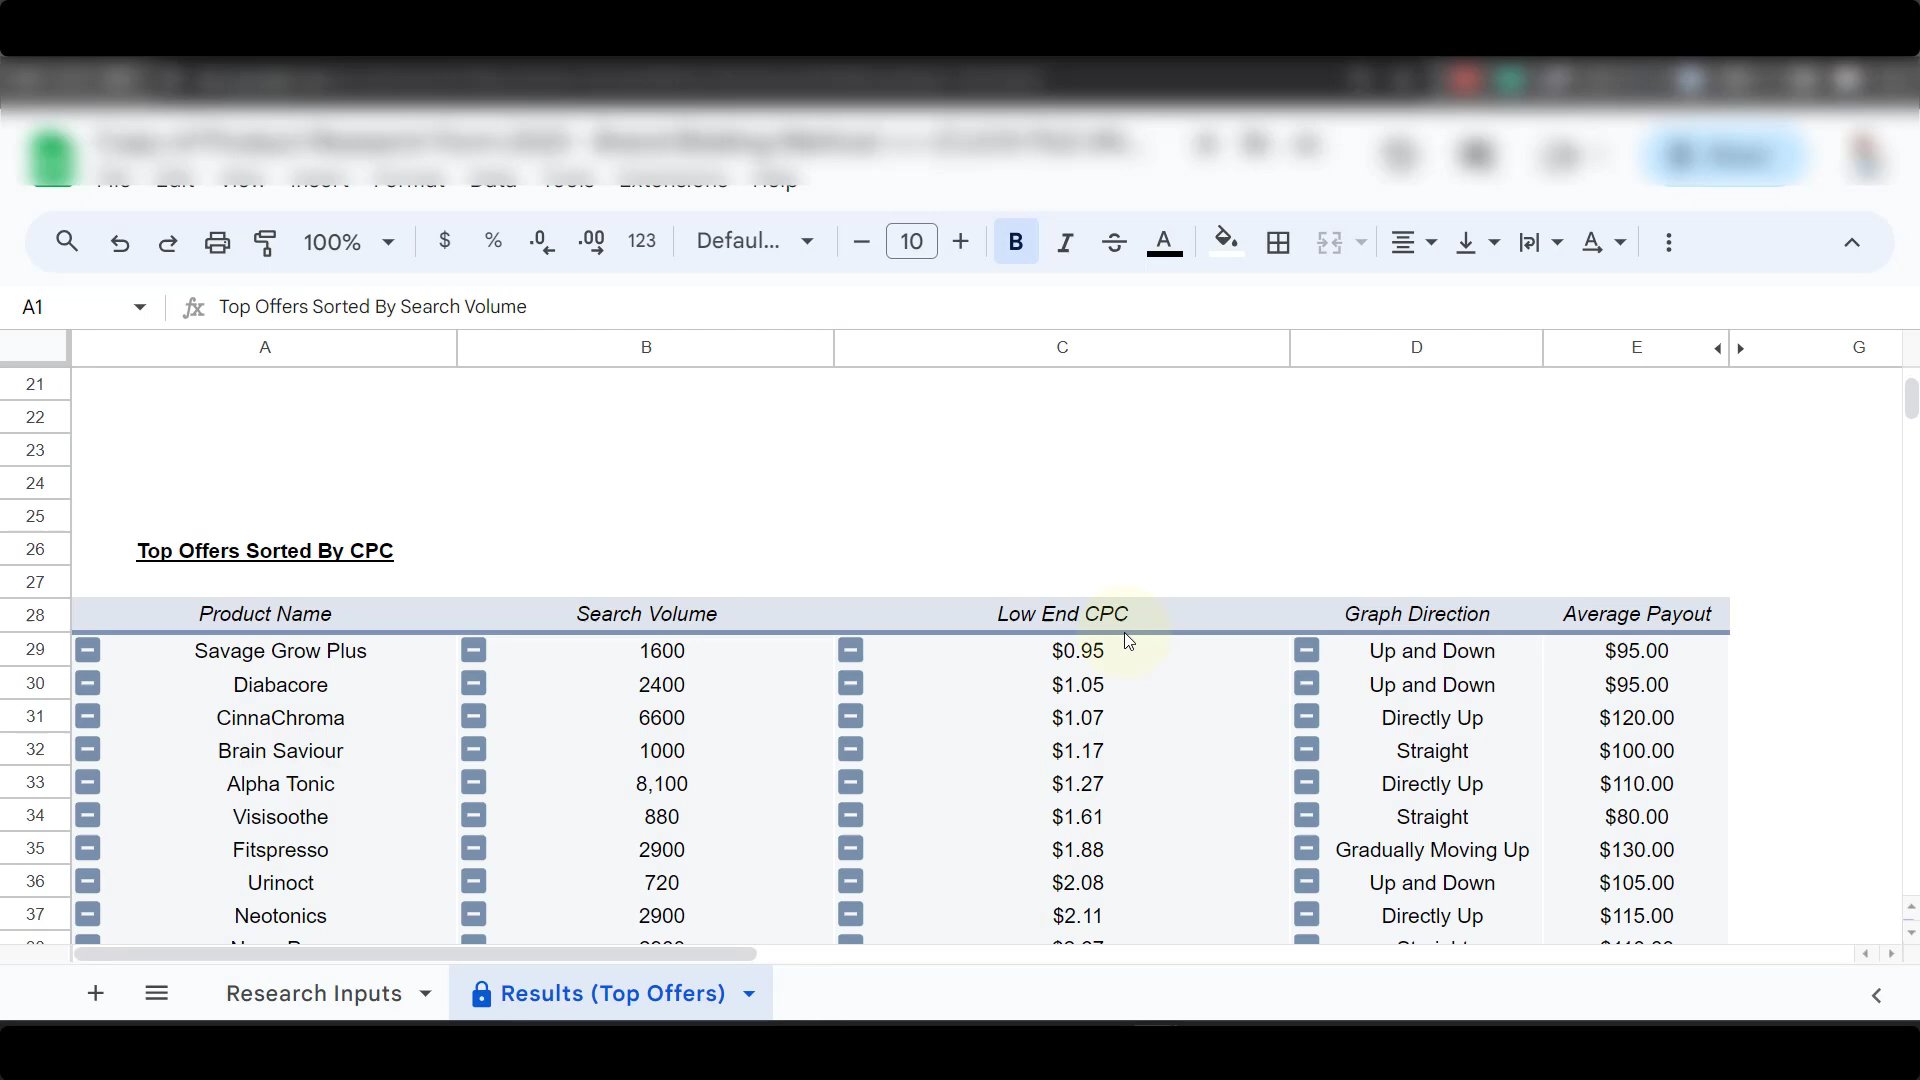 100%
$ % .0 .00 123 Defaul... 10 B I A A
A1 fx Top Offers Sorted By Search Volume
A B C D E G
21
22
23
24
25
26 Top Offers Sorted By CPC
27
28 Product Name Search Volume Low End CPC Graph Direction Average Payout
29 Savage Grow Plus 1600 $0.95 Up and Down $95.00
30 Diabacore 2400 $1.05 Up and Down $95.00
31 CinnaChroma 6600 $1.07 Directly Up $120.00
32 Brain Saviour 1000 $1.17 Straight $100.00
33 Alpha Tonic 8,100 $1.27 Directly Up $110.00
34 Visisoothe 880 $1.61 Straight $80.00
35 Fitspresso 2900 $1.88 Gradually Moving Up $130.00
36 Urinoct 720 $2.08 Up and Down $105.00
37 Neotonics 2900 $2.11 Directly Up $115.00
Research Inputs Results (Top Offers)